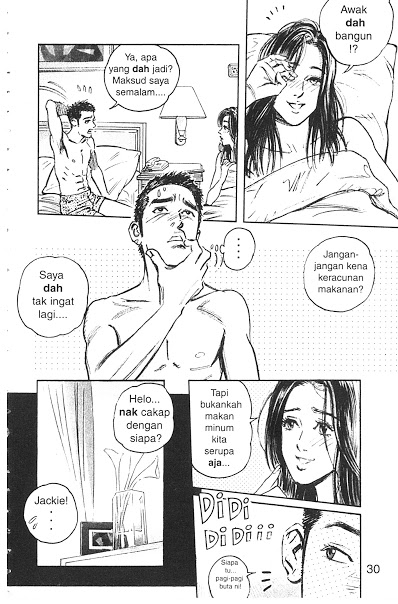 Awak
dah
bangun
!?
Ya, apa
yang dah jadi?
Maksud saya
semalam....
Jangan-
jangan kena
keracunan
makanan?
Saya
dah
tak ingat
lagi....
Tapi
bukankah
makan
minum
kita
serupa
aja...
Helo...
nak cakap
dengan
siapa?
Jackie!
DiDi
DiDiiii
Siapa
tu...
pagi-pagi
buta ni!
30